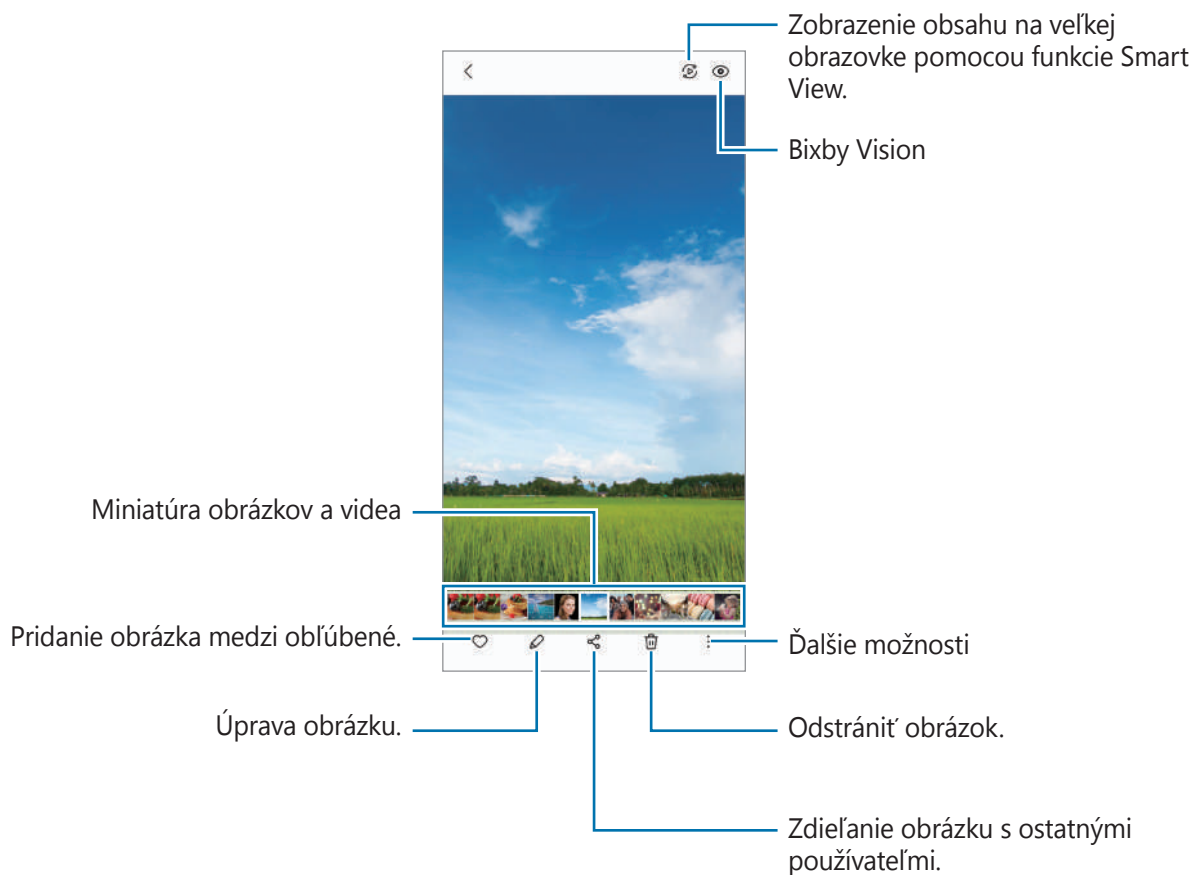 Zobrazenie obsahu na veľkej
obrazovke pomocou funkcie Smart
View.
Bixby Vision
Miniatúra obrázkov a videa
Pridanie obrázka medzi obľúbené.
Ďalšie možnosti
Úprava obrázku.
Odstrániť obrázok.
Zdieľanie obrázku s ostatnými
používateľmi.